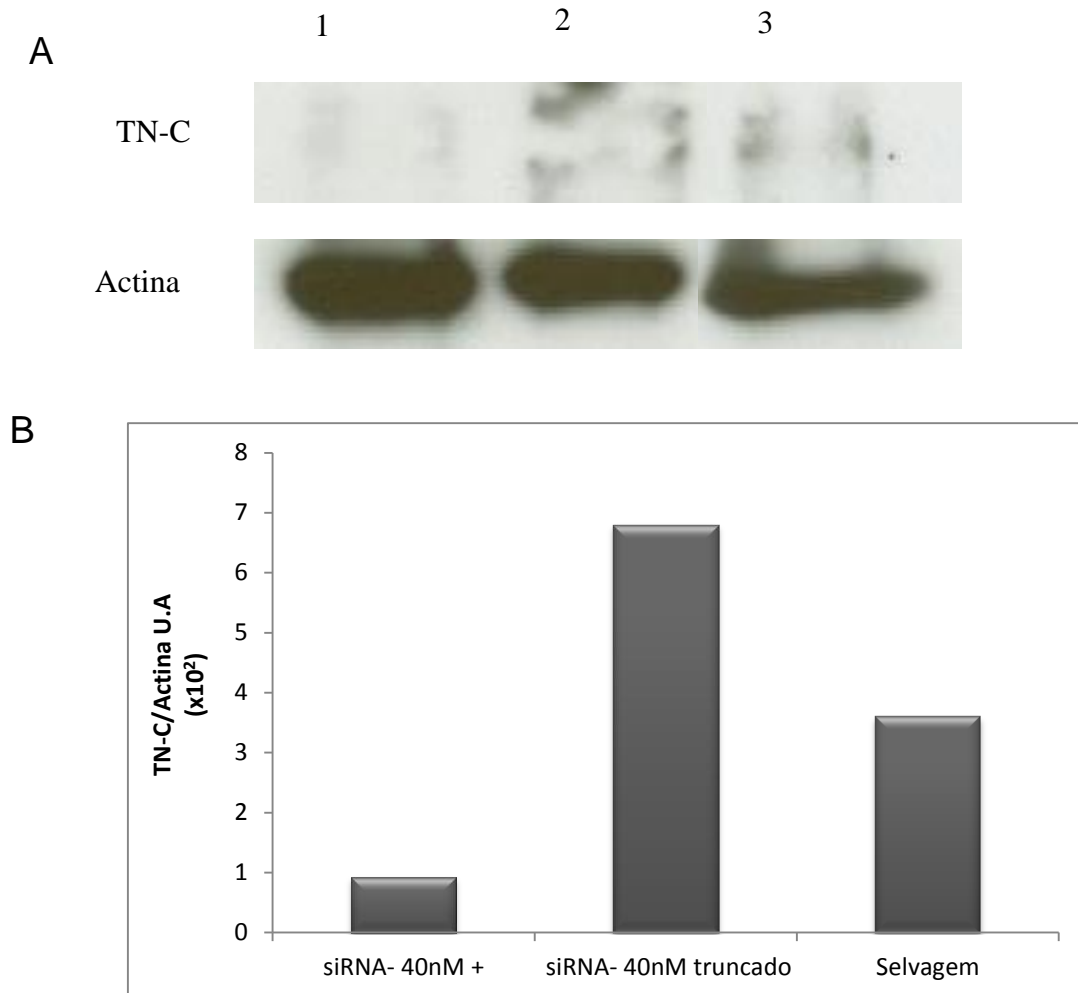 1 2 3
A
TN-C
Actina
B
8
7
6
5
4
3
2
1
0
TN-C/Actina U.A
(x10²)
siRNA- 40nM + siRNA- 40nM truncado Selvagem